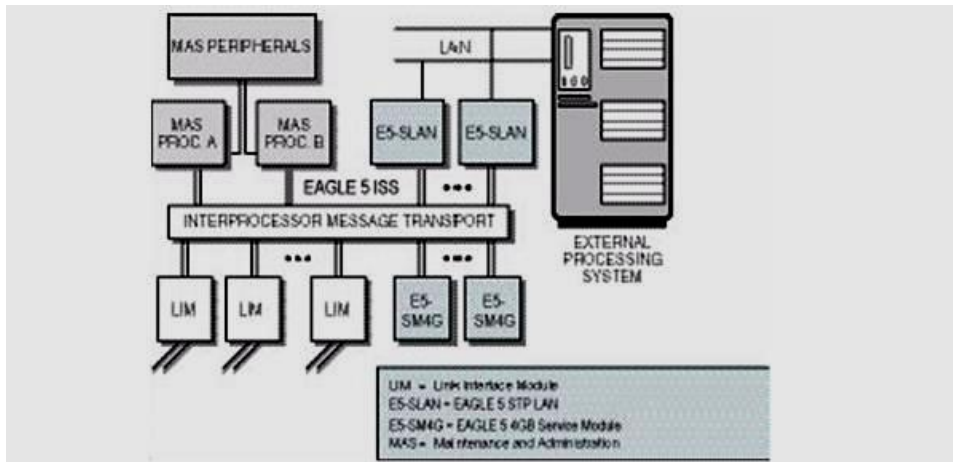 MAS PERIPHERALS
LAN
MAS
PROC. A
MAS
PROC. B
E5-SLAN
E5-SLAN
EAGLE 5 ISS
INTERPROCESSOR MESSAGE TRANSPORT
EXTERNAL
PROCESSING
SYSTEM
LIM
LIM
LIM
E5-
SM4G
E5-
SM4G
LIM = Link Interface Module
E5-SLAN = EAGLE 5 STP LAN
E5-SM4G = EAGLE 5 4GB Service Module
MAS = Maintenance and Administration